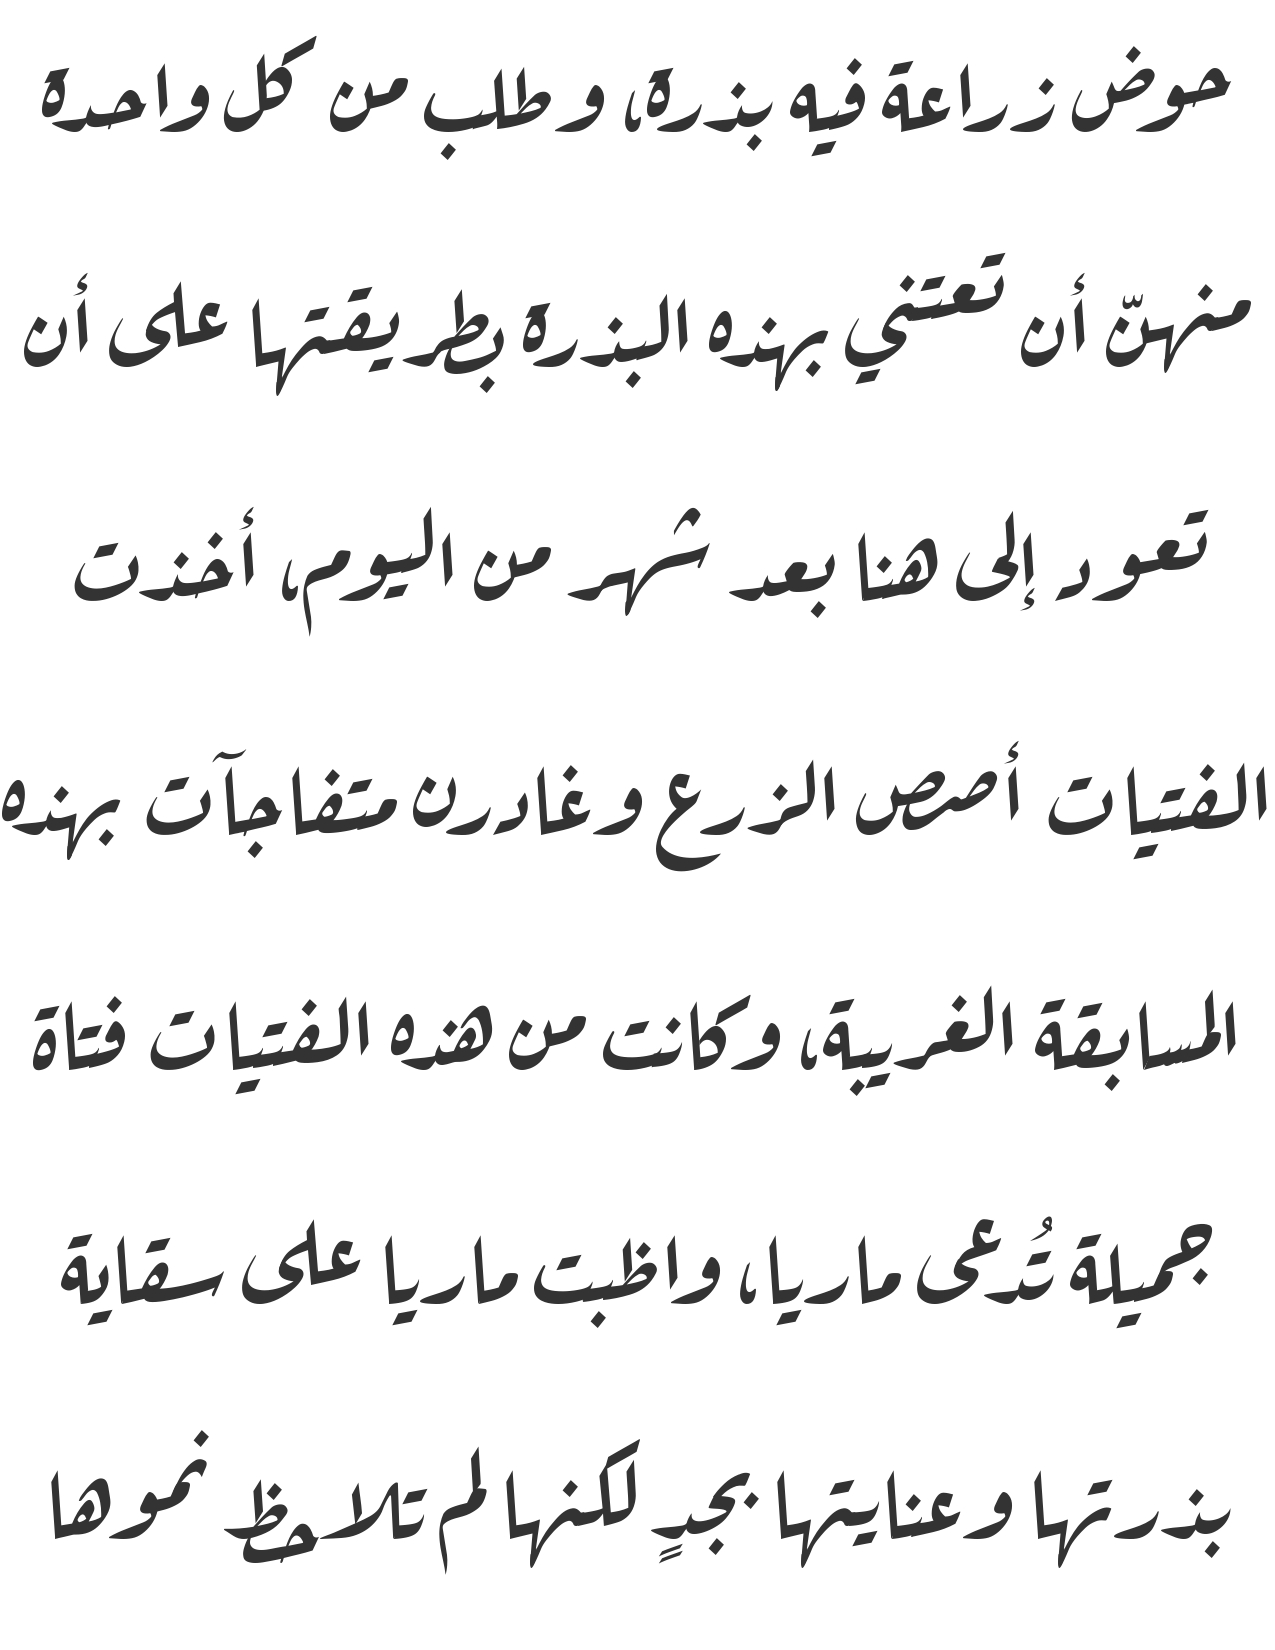 حوض زراعة فيه بذرة، و طلب من كل واحدة
منهنّ أن تعتني بهذه البذرة بطريقتها على أن
تعود إلى هنا بعد شهر من اليوم، أخذت
الفتيات أصص الزرع وغادرن متفاجآت بهذه
المسابقة الغريبة، وكانت من هذه الفتيات فتاة
جميلة تُدعى ماريا، واظبت ماريا على سقاية
بذرتها وعنايتها بجدٍ لكنها لم تلاحظ نموها